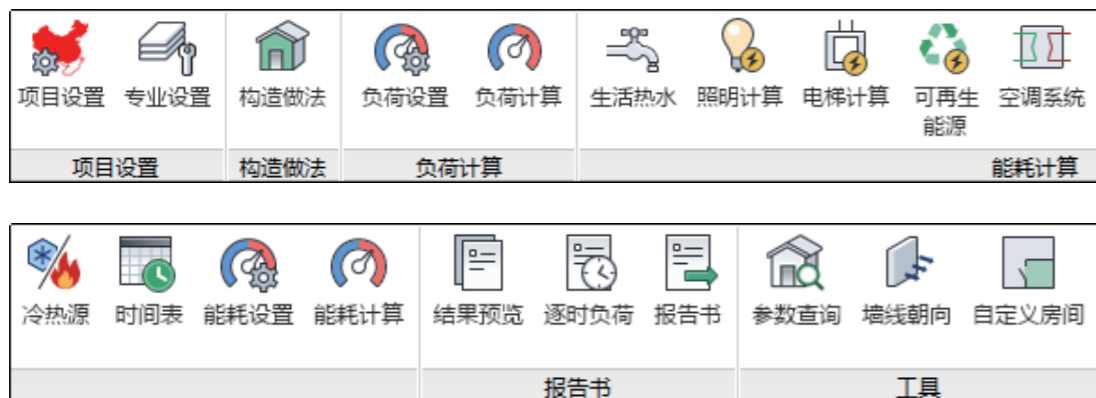 项目设置 专业设置 构造做法 负荷设置 负荷计算 生活热水 照明计算 电梯计算 可再生 空调系统
能源
项目设置 构造做法 负荷计算 能耗计算
冷热源 时间表 能耗设置 能耗计算 结果预览 逐时负荷 报告书 参数查询 墙线朝向 自定义房间
报告书 工具